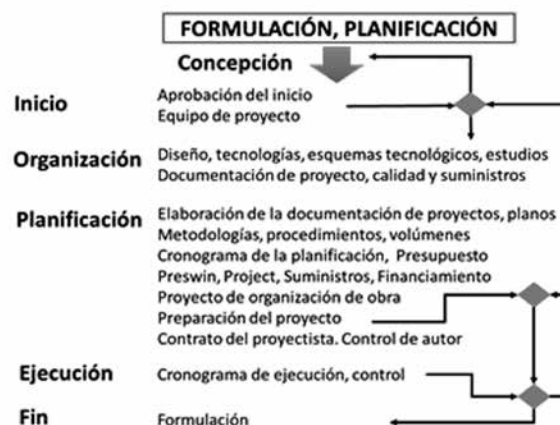 FORMULACIÓN, PLANIFICACIÓN
Concepción
Inicio
Aprobación del inicio
Equipo de proyecto
Organización
Diseño, tecnologías, esquemas tecnológicos, estudios
Documentación de proyecto, calidad y suministros
Planificación
Elaboración de la documentación de proyectos, planos
Metodologías, procedimientos, volúmenes
Cronograma de la planificación, Presupuesto
Preswin, Project, Suministros, Financiamiento
Proyecto de organización de obra
Preparación del proyecto
Contrato del proyectista. Control de autor
Ejecución
Cronograma de ejecución, control
Fin
Formulación